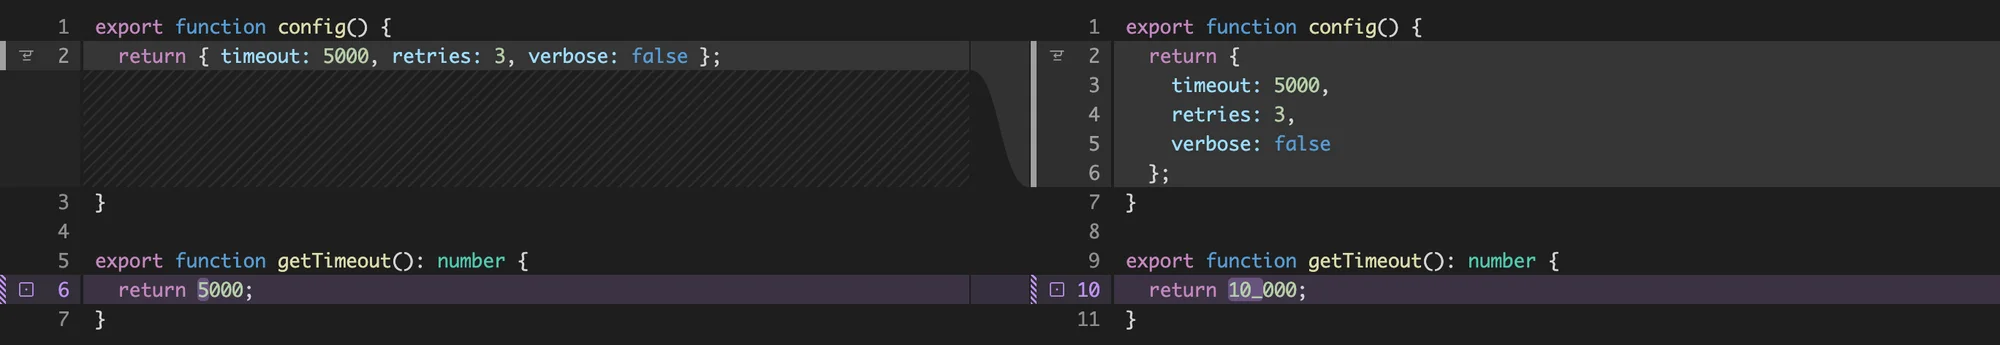 1 export function config() {
2 return { timeout: 5000, retries: 3, verbose: false };
3 }
4
5 export function getTimeout(): number {
6 return 5000;
7 }
1 export function config() {
2 return {
3 timeout: 5000,
4 retries: 3,
5 verbose: false
6 };
7 }
8
9 export function getTimeout(): number {
10 return 10_000;
11 }